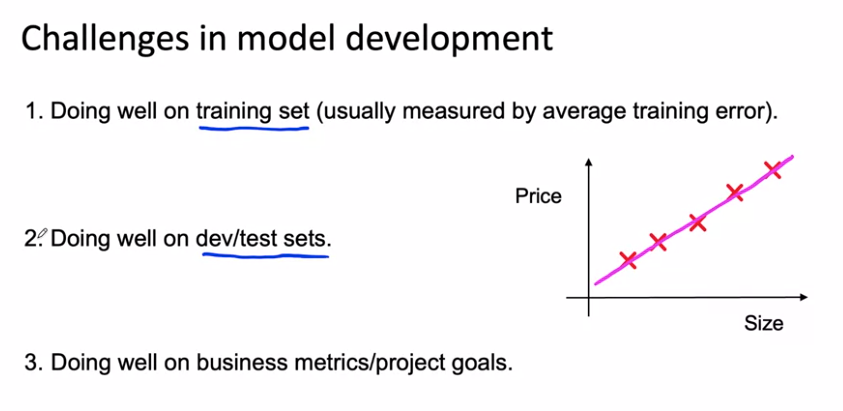 Challenges in model development
1. Doing well on training set (usually measured by average training error).
Price
2. Doing well on dev/test sets.
Size
3. Doing well on business metrics/project goals.